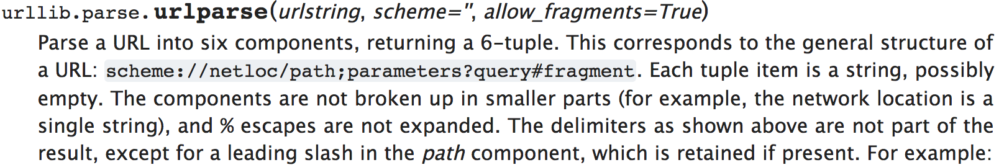 urllib.parse.urlparse(urlstring, scheme='', allow_fragments=True)
Parse a URL into six components, returning a 6-tuple. This corresponds to the general structure of
a URL: scheme://netloc/path;parameters?query#fragment. Each tuple item is a string, possibly
empty. The components are not broken up in smaller parts (for example, the network location is a
single string), and % escapes are not expanded. The delimiters as shown above are not part of the
result, except for a leading slash in the path component, which is retained if present. For example: